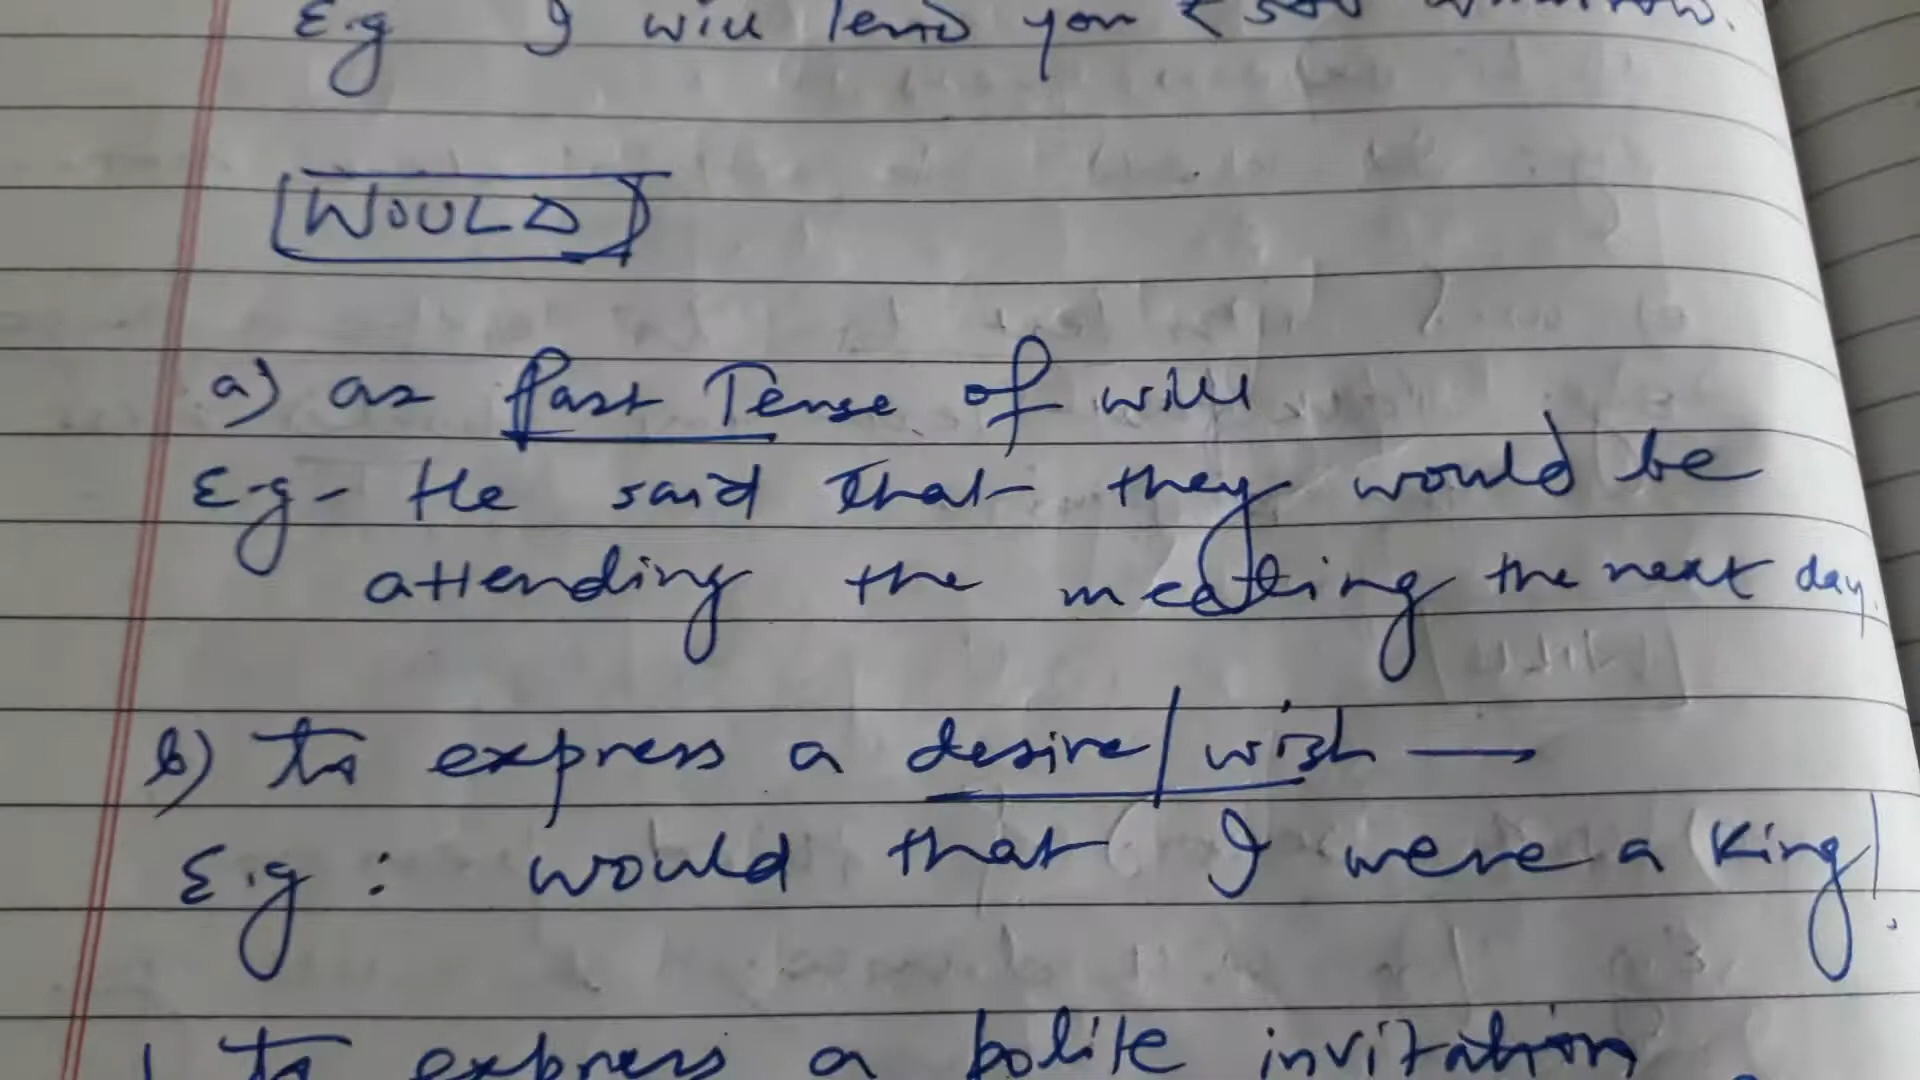 E.g I will lend you ₹500
WOULD
a) as Past Tense of will
E.g- He said that they would be
attending the meeting the next day.
b) To express a desire/wish —
E.g : would that I were a King!
To express a polite invitation